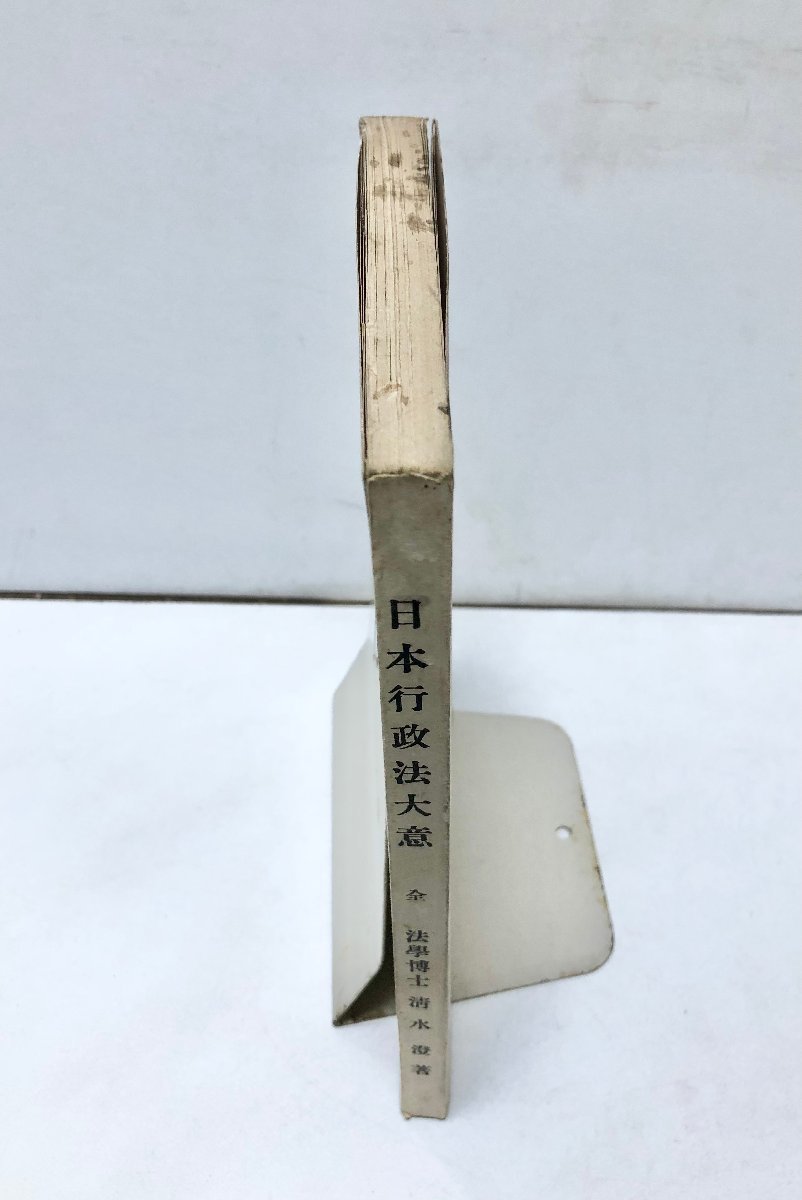 日本行政法大意 全 法學博士 清水 澄 著